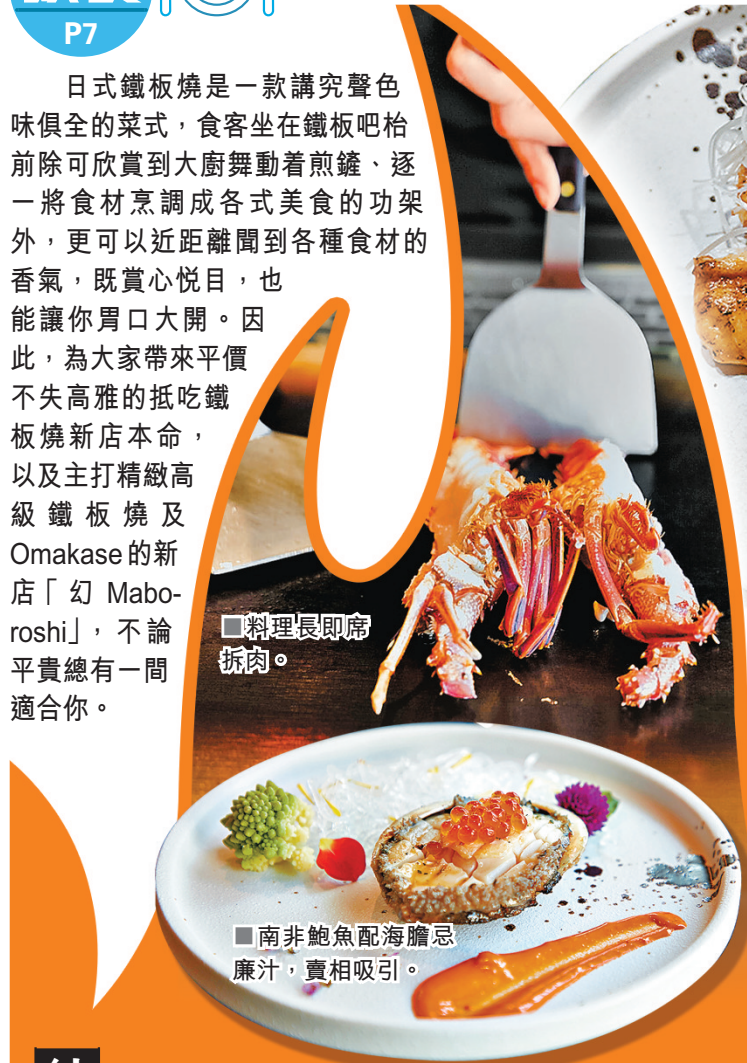 P7
日式鐵板燒是一款講究聲色
味俱全的菜式，食客坐在鐵板吧枱
前除可欣賞到大廚舞動着煎鏟、逐
一將食材烹調成各式美食的功架
外，更可以近距離聞到各種食材的
香氣，既賞心悦目，也
能讓你胃口大開。因
此，為大家帶來平價
不失高雅的抵吃鐵
板燒新店本命，
以及主打精緻高
級鐵板燒及
Omakase的新
店「幻 Mabo-
roshi」，不論
平貴總有一間
適合你。
■料理長即席
拆肉。
■南非鮑魚配海膽忌
廉汁，賣相吸引。